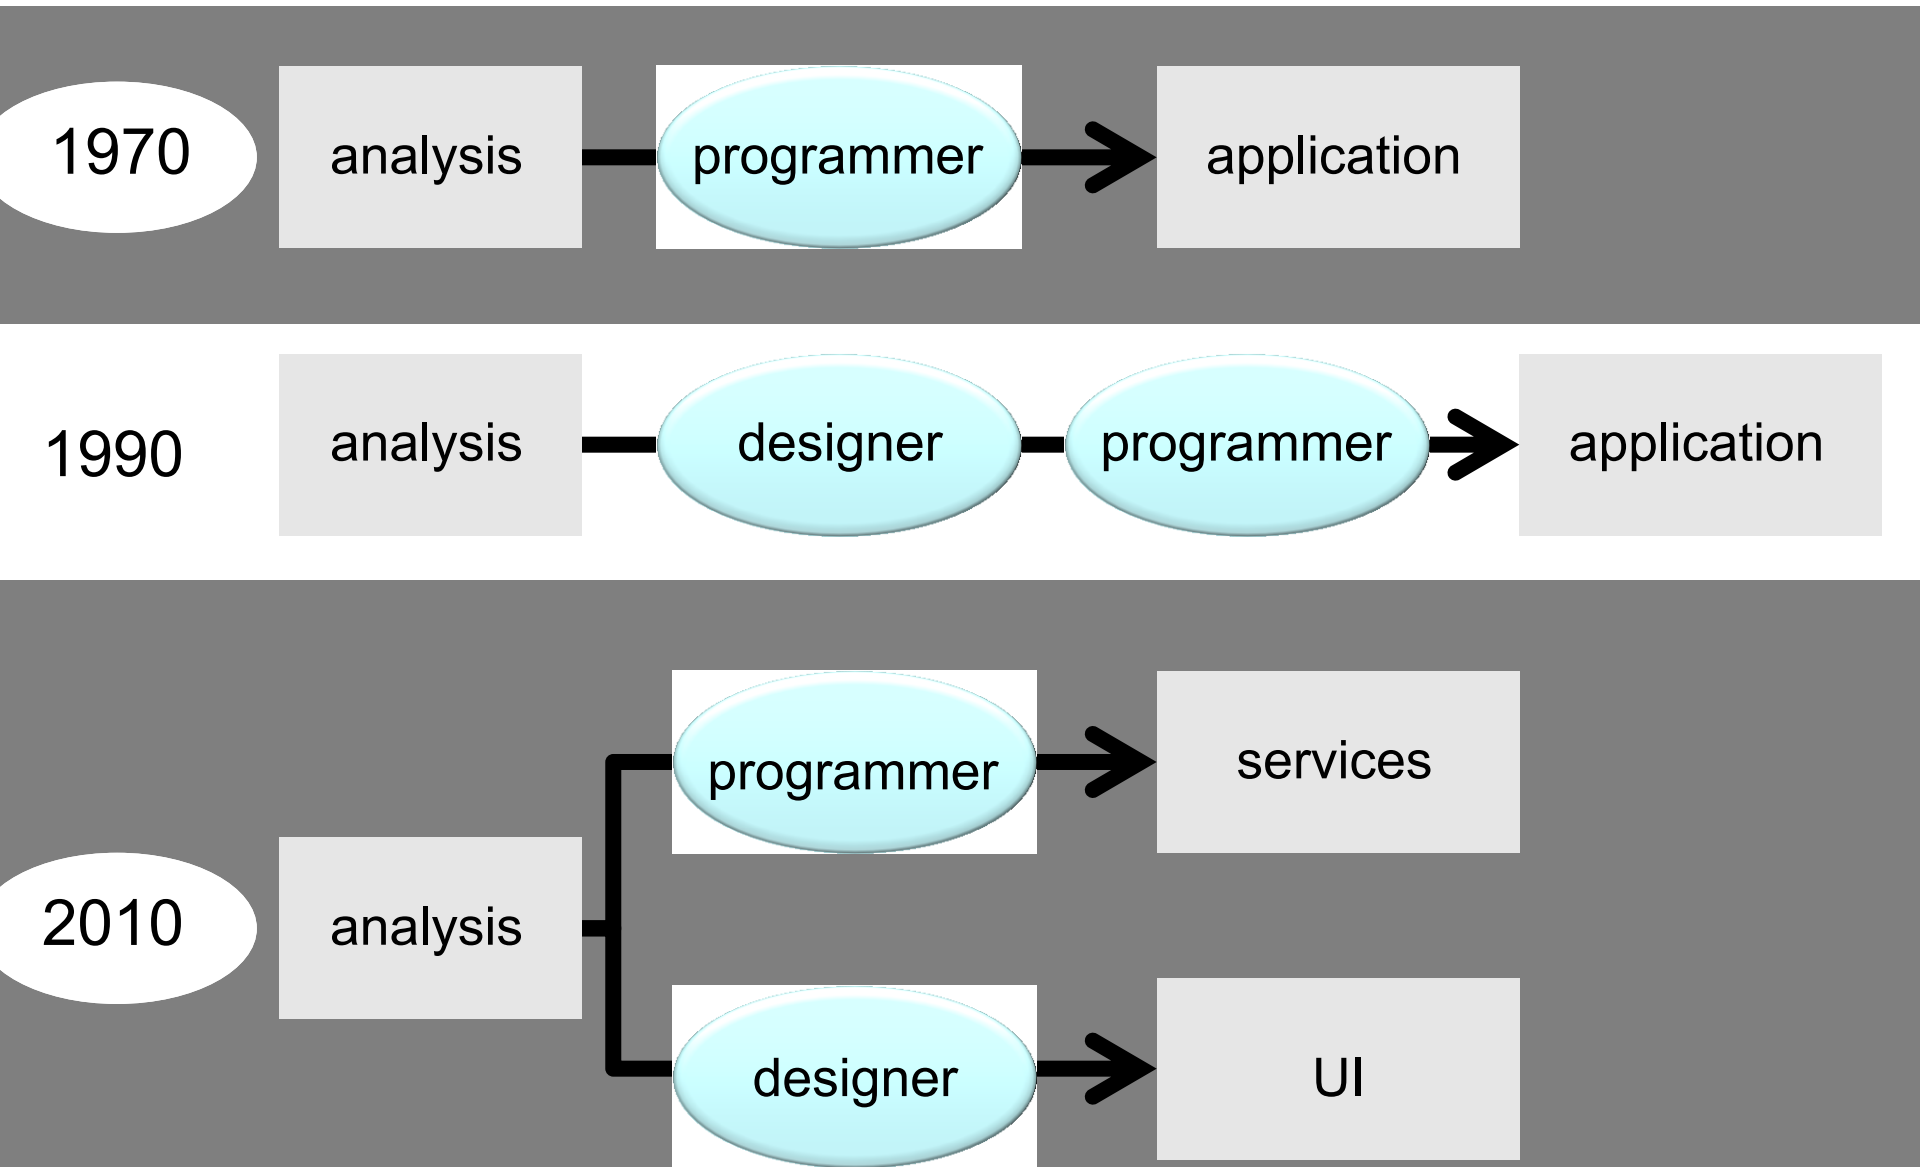 1970
analysis
programmer
application
1990
analysis
designer
programmer
application
2010
analysis
programmer
services
designer
UI